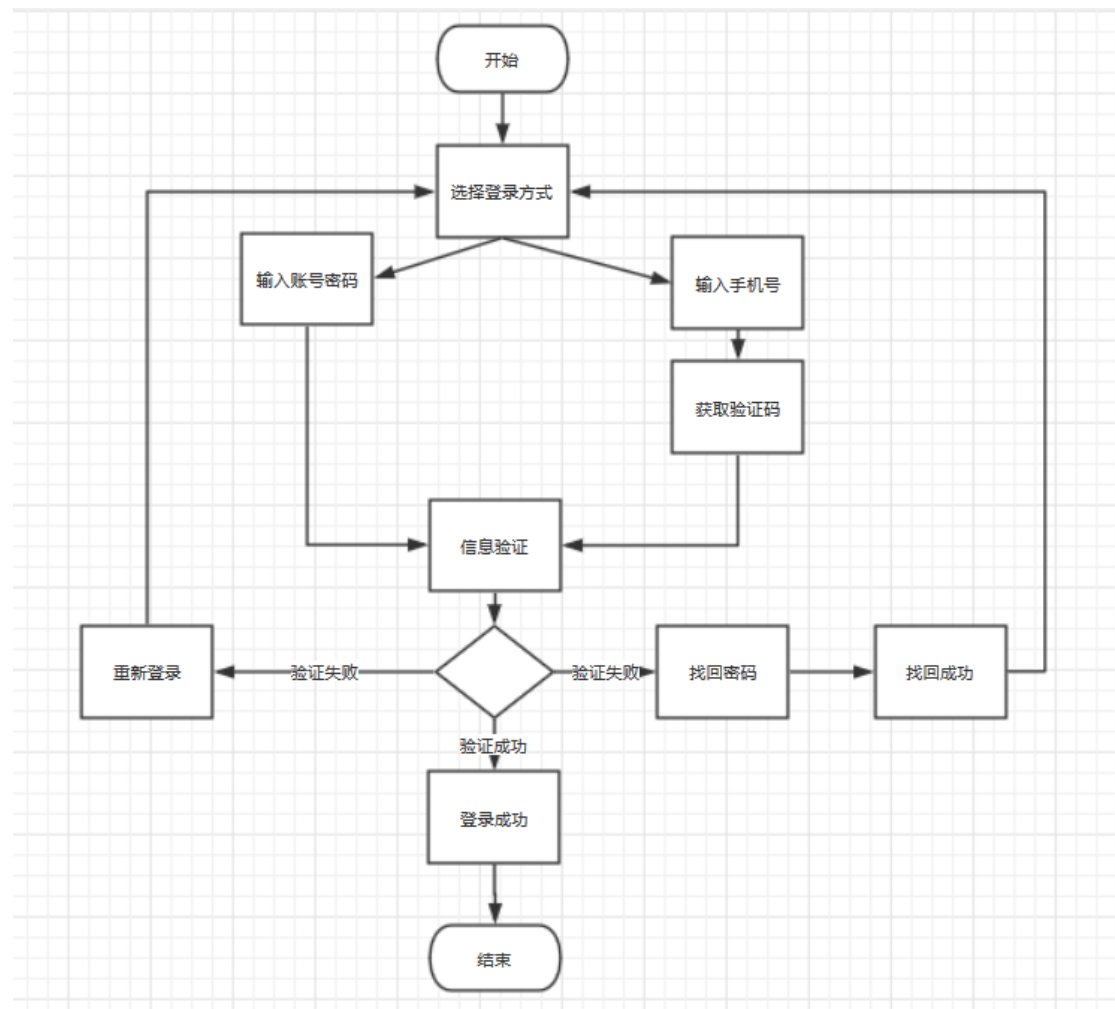 开始
选择登录方式
输入账号密码
输入手机号
获取验证码
信息验证
重新登录
验证失败
验证失败
找回密码
找回成功
验证成功
登录成功
结束